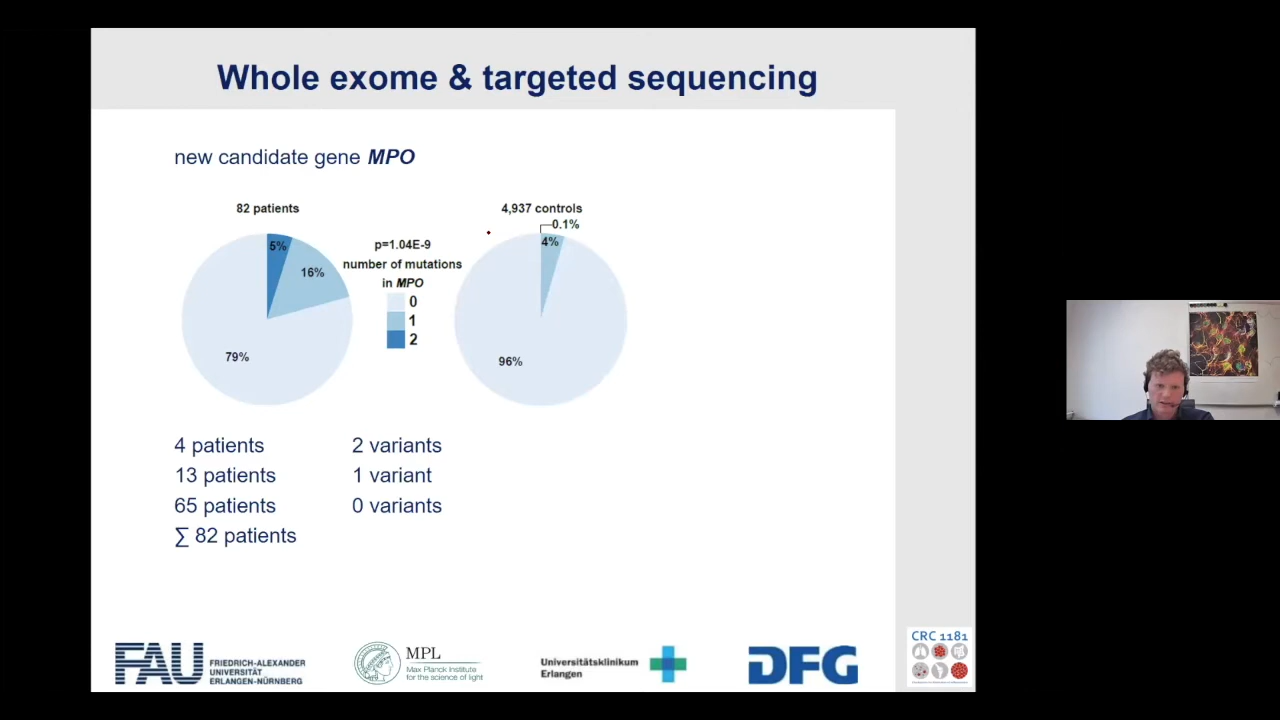 Whole exome & targeted sequencing
new candidate gene MPO
82 patients
5%
16%
79%
p=1.04E-9
number of mutations
in MPO
0
1
2
4,937 controls
0.1%
4%
96%
4 patients 2 variants
13 patients 1 variant
65 patients 0 variants
∑ 82 patients
FAU
FRIEDRICH-ALEXANDER
UNIVERSITÄT
ERLANGEN-NÜRNBERG
MPL
Max Planck Institute
for the science of light
Universitätsklinikum
Erlangen
DFG
CRC 1181